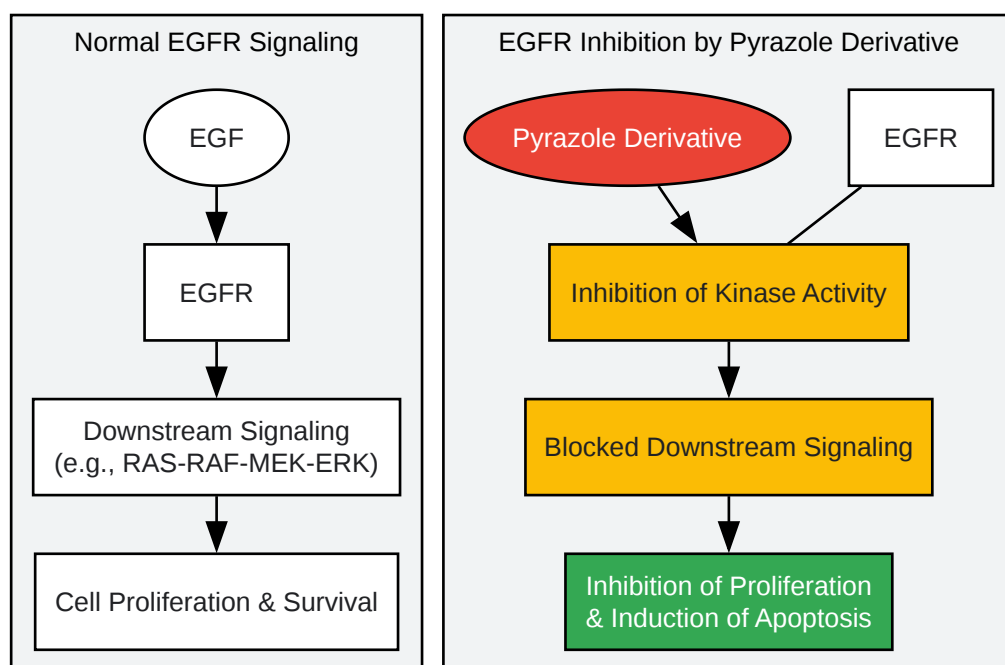 Normal EGFR Signaling
EGF
EGFR
Downstream Signaling
(e.g., RAS-RAF-MEK-ERK)
Cell Proliferation & Survival
EGFR Inhibition by Pyrazole Derivative
Pyrazole Derivative
EGFR
Inhibition of Kinase Activity
Blocked Downstream Signaling
Inhibition of Proliferation
& Induction of Apoptosis